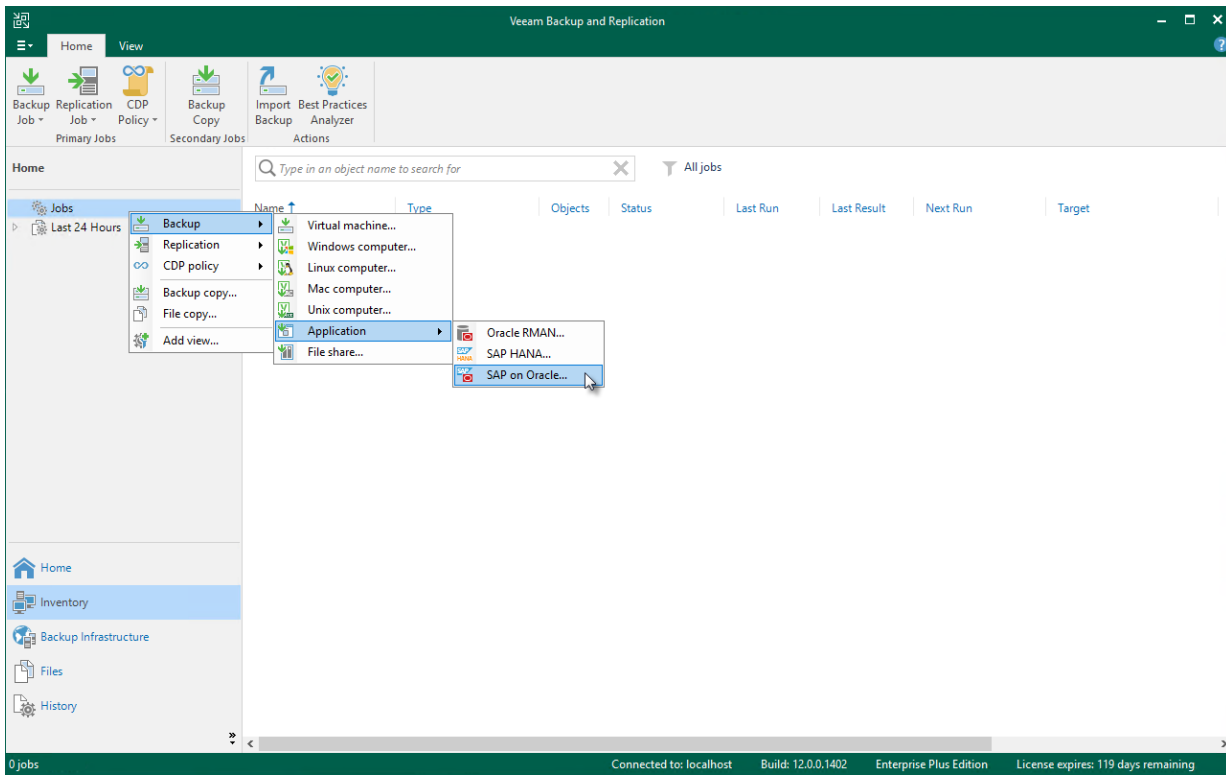 Veeam Backup and Replication
Home View
Backup Job Replication Job CDP Policy Backup Copy Import Backup Best Practices Analyzer
Primary Jobs Secondary Jobs Actions
Home
Type in an object name to search for All jobs
Jobs
Name Type Objects Status Last Run Last Result Next Run Target
Last 24 Hours
Backup
Replication
CDP policy
Backup copy...
File copy...
Add view...
Virtual machine...
Windows computer...
Linux computer...
Mac computer...
Unix computer...
Application
File share...
Oracle RMAN...
SAP HANA...
SAP on Oracle...
Home
Inventory
Backup Infrastructure
Files
History
0 jobs Connected to: localhost Build: 12.0.0.1402 Enterprise Plus Edition License expires: 119 days remaining